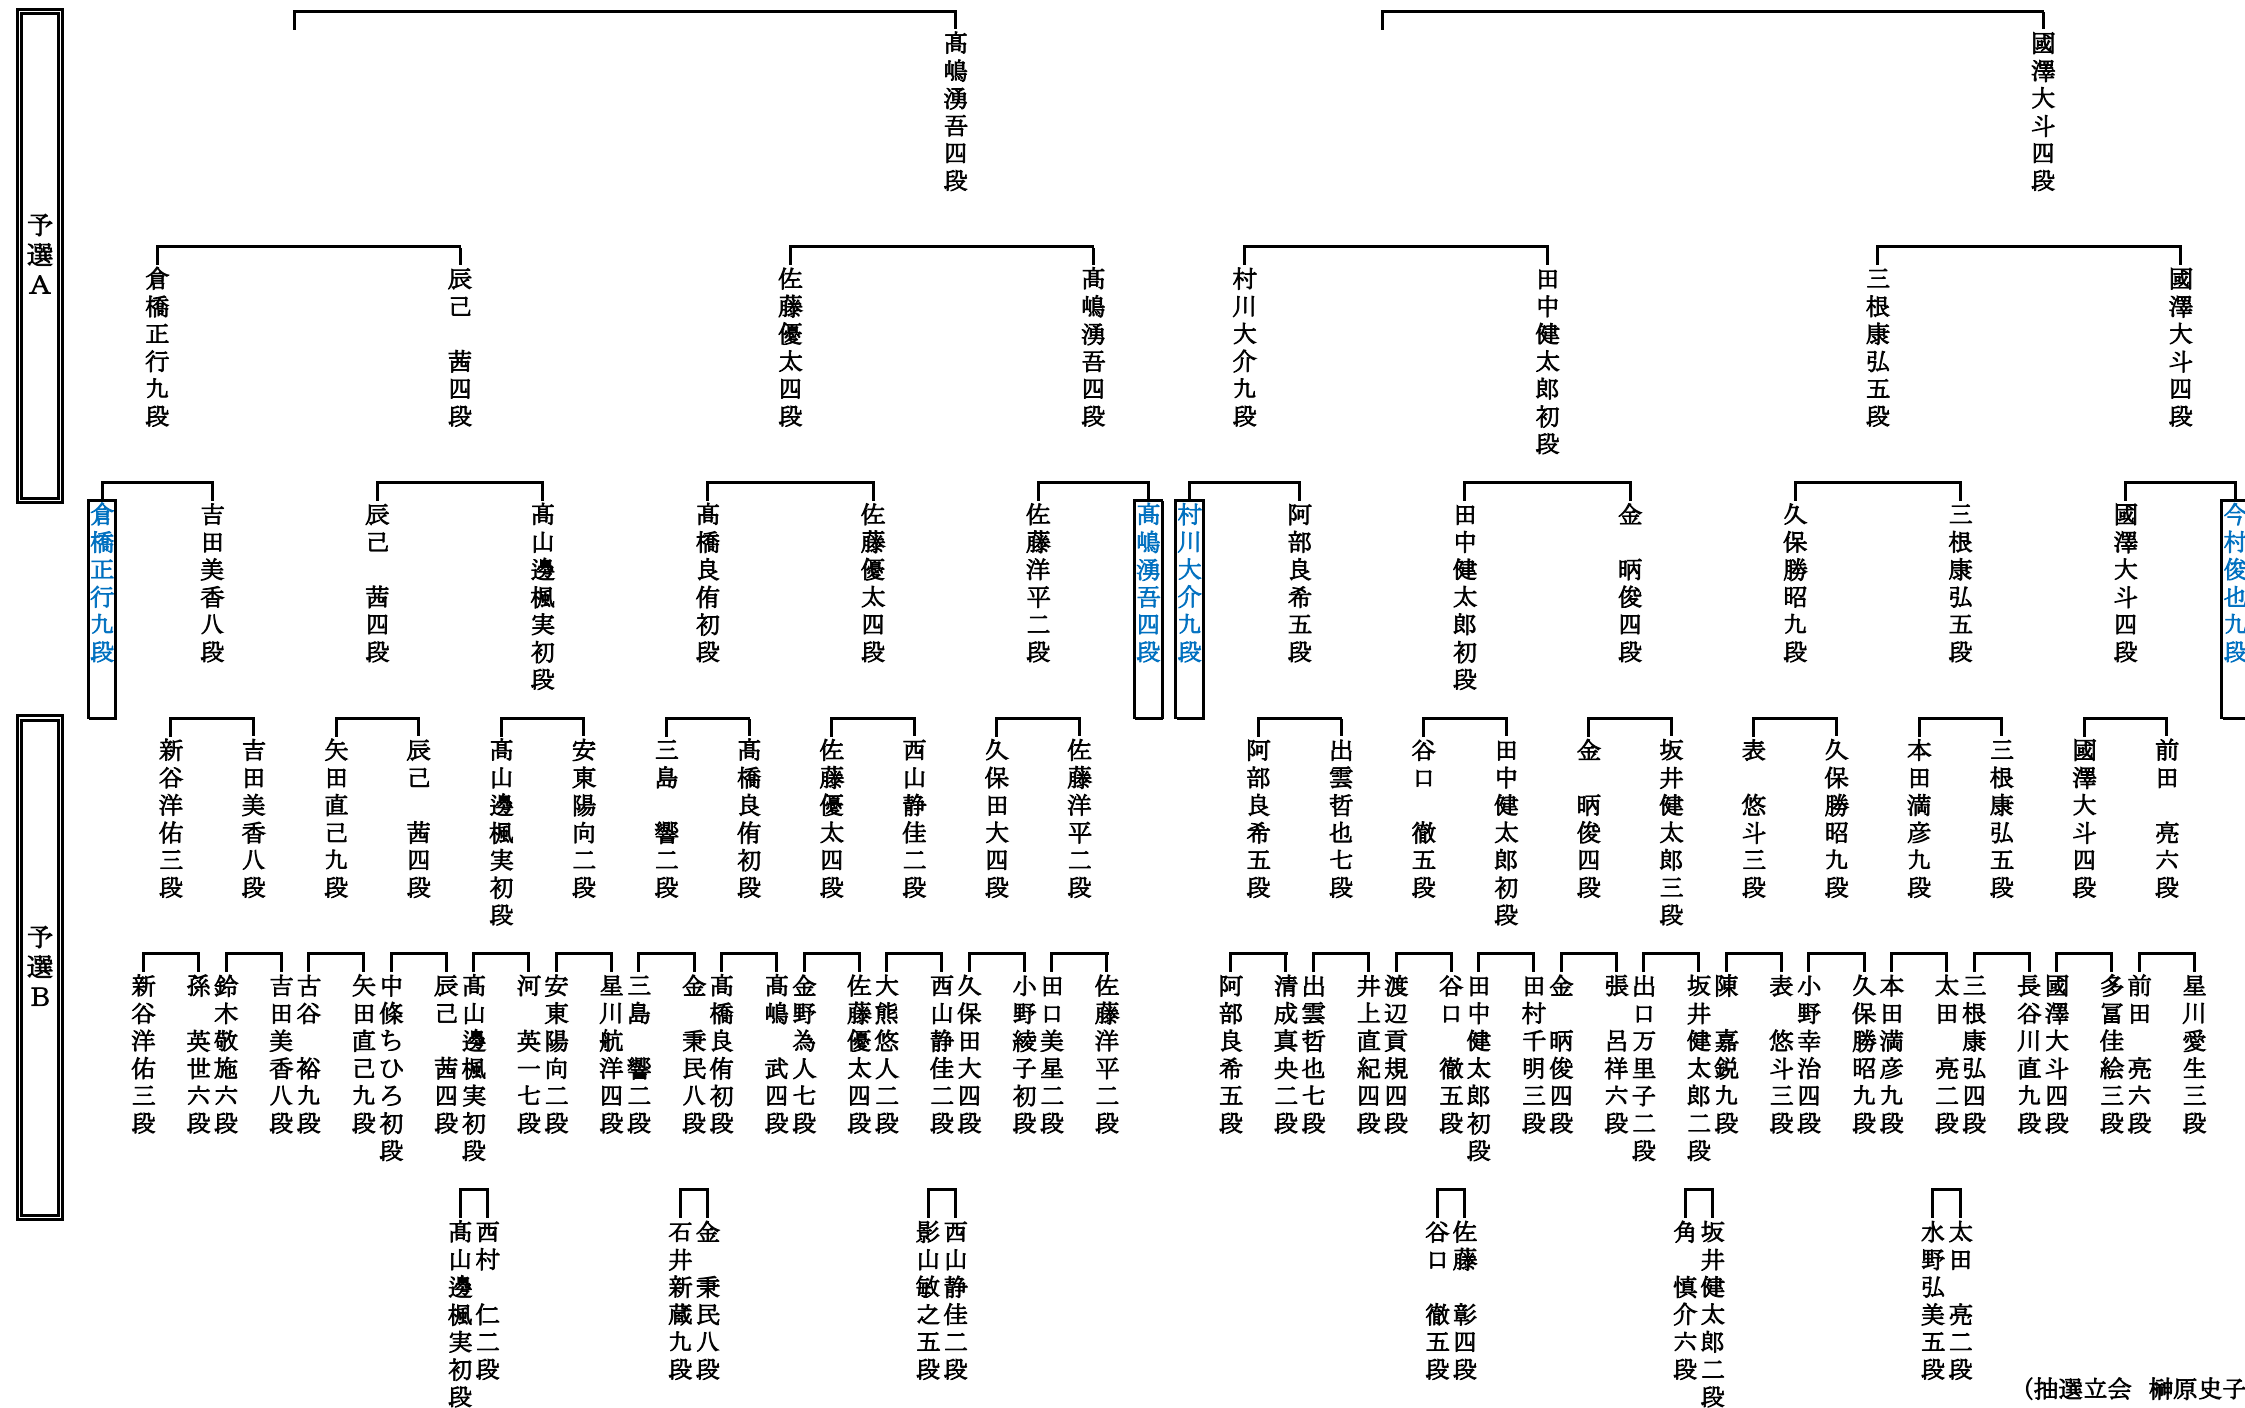 髙嶋湧吾四段
國澤大斗四段
予選A
倉橋正行九段
辰己　茜四段
佐藤優太四段
髙嶋湧吾四段
村川大介九段
田中健太郎初段
三根康弘五段
國澤大斗四段
倉橋正行九段
吉田美香八段
辰己　茜四段
髙山邊楓実初段
髙橋良侑初段
佐藤優太四段
佐藤洋平二段
髙嶋湧吾四段
村川大介九段
阿部良希五段
田中健太郎初段
金　昞俊四段
久保勝昭九段
三根康弘五段
國澤大斗四段
今村俊也九段
予選B
新谷洋佑三段
吉田美香八段
矢田直己九段
辰己　茜四段
髙山邊楓実初段
安東陽向二段
三島　響二段
髙橋良侑初段
佐藤優太四段
西山静佳二段
久保田大四段
佐藤洋平二段
阿部良希五段
出雲哲也七段
谷口　徹五段
田中健太郎初段
金　昞俊四段
坂井健太郎三段
表　悠斗三段
久保勝昭九段
本田満彦九段
三根康弘五段
國澤大斗四段
前田　亮六段
新谷洋佑三段
孫　英世六段
鈴木敬施六段
吉田美香八段
古谷　裕九段
矢田直己九段
中條ちひろ初段
辰己　茜四段
髙山邊楓実初段
河　英一七段
安東陽向二段
星川航洋四段
三島　響二段
金　秉民八段
髙橋良侑初段
髙嶋　武四段
金野為人七段
佐藤優太四段
大熊悠人二段
西山静佳二段
久保田大四段
小野綾子初段
田口美星二段
佐藤洋平二段
阿部良希五段
清成真央二段
出雲哲也七段
井上直紀四段
渡辺貢規四段
谷口　徹五段
田中健太郎初段
田村千明三段
金　昞俊四段
張　呂祥六段
出口万里子二段
坂井健太郎二段
陳　嘉鋭九段
表　悠斗三段
小野幸治四段
久保勝昭九段
本田満彦九段
太田　亮二段
三根康弘四段
長谷川直九段
國澤大斗四段
多冨佳絵三段
前田　亮六段
星川愛生三段
髙山邊楓実初段
西村　仁二段
石井新蔵九段
金　秉民八段
影山敏之五段
西山静佳二段
谷口　徹五段
佐藤　彰四段
角　慎介六段
坂井健太郎二段
水野弘美五段
太田　亮二段
（抽選立会　榊原史子